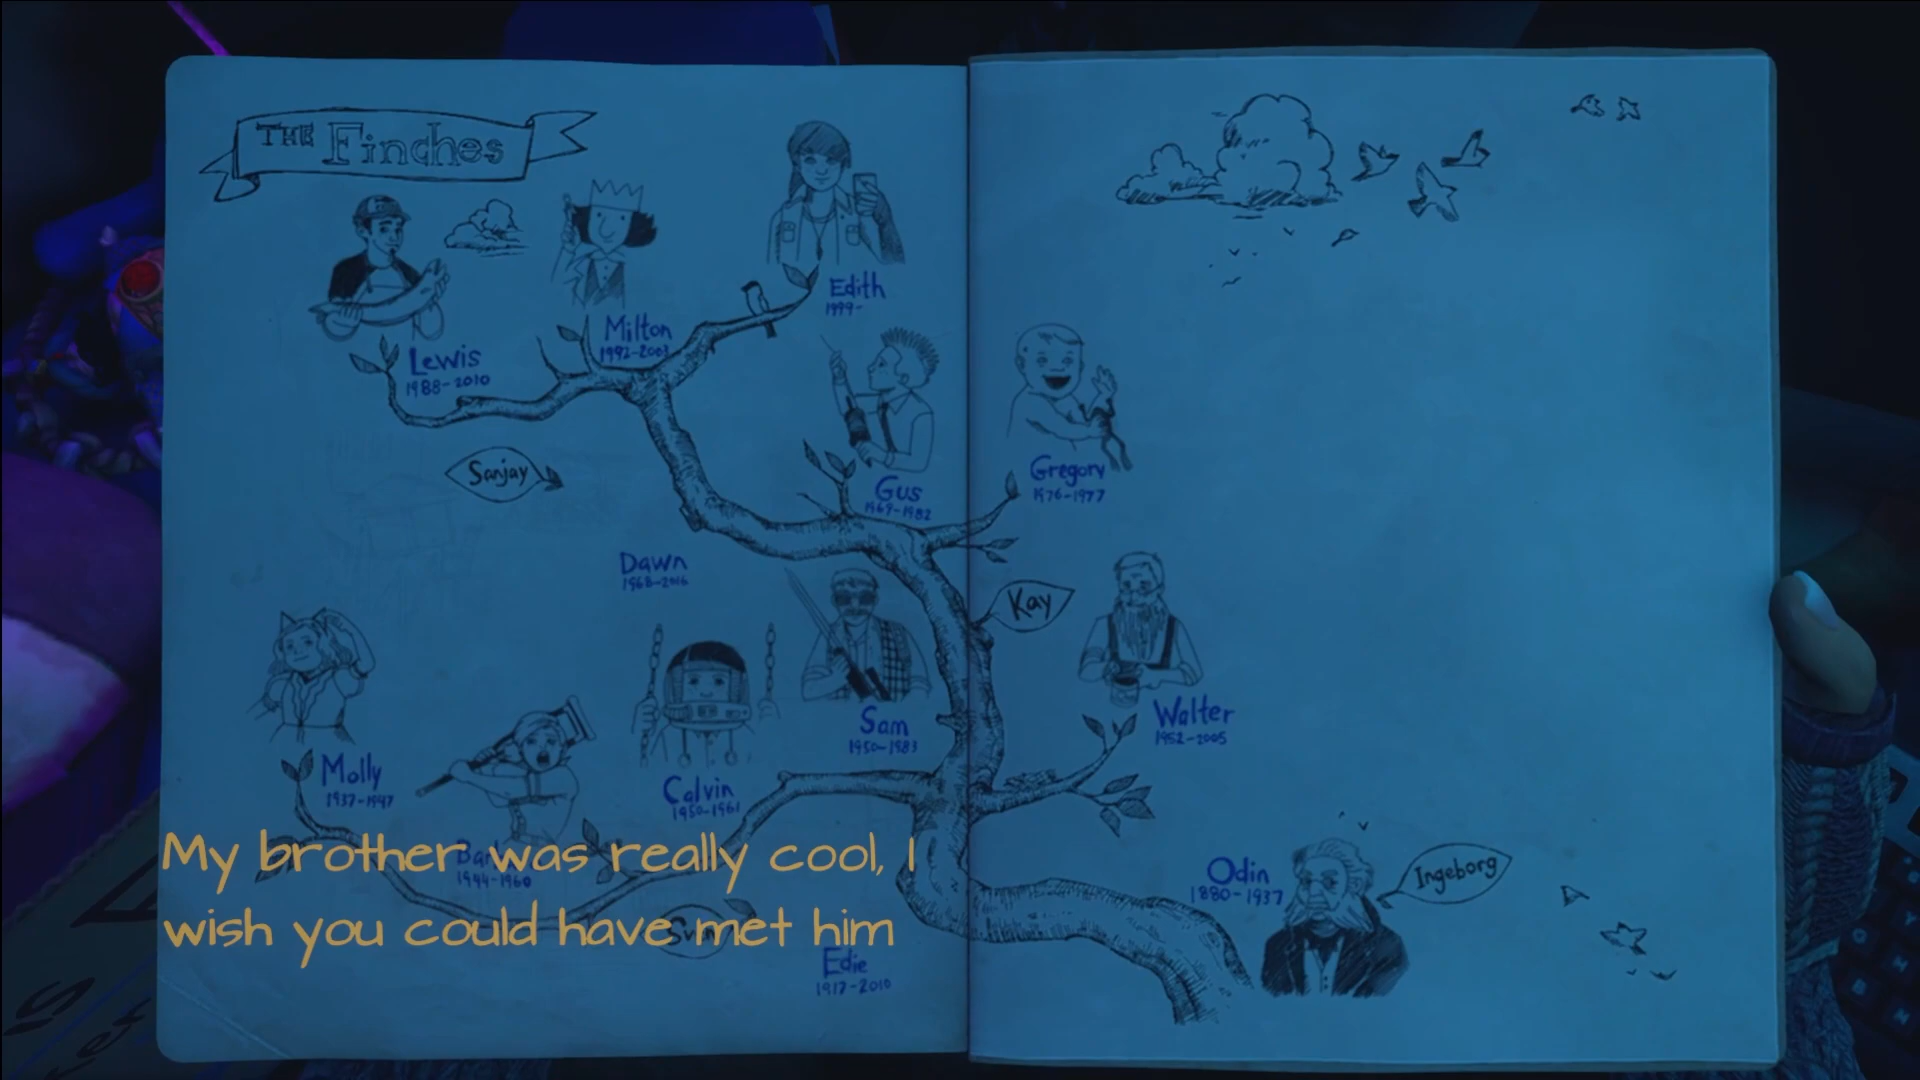 THE Finches
Edith
1999-
Milton
1992-2003
Lewis
1988-2010
Sanjay
Gus
1969-1982
Gregory
1976-1977
Dawn
1968-2016
Kay
Sam
1950-1983
Walter
1952-2005
Molly
1937-1947
Calvin
1950-1961
1944-1960
My brother was really cool, I
wish you could have met him
Odin
1880-1937
Ingeborg
Edie
1917-2010